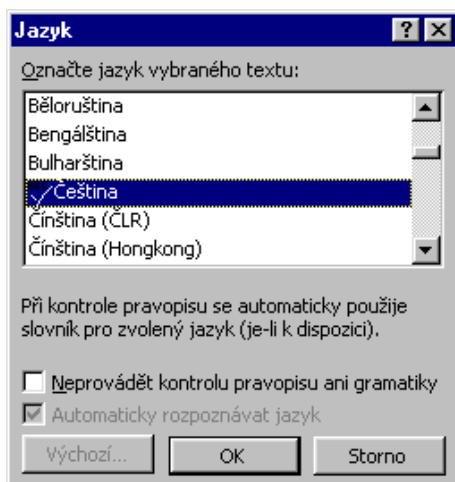 Jazyk
Označte jazyk vybraného textu:
Běloruština
Bengálština
Bulharština
Čeština
Čínština (ČLR)
Čínština (Hongkong)
Při kontrole pravopisu se automaticky použije
slovník pro zvolený jazyk (je-li k dispozici).
Neprovádět kontrolu pravopisu ani gramatiky
Automaticky rozpoznávat jazyk
Výchozí... OK Storno